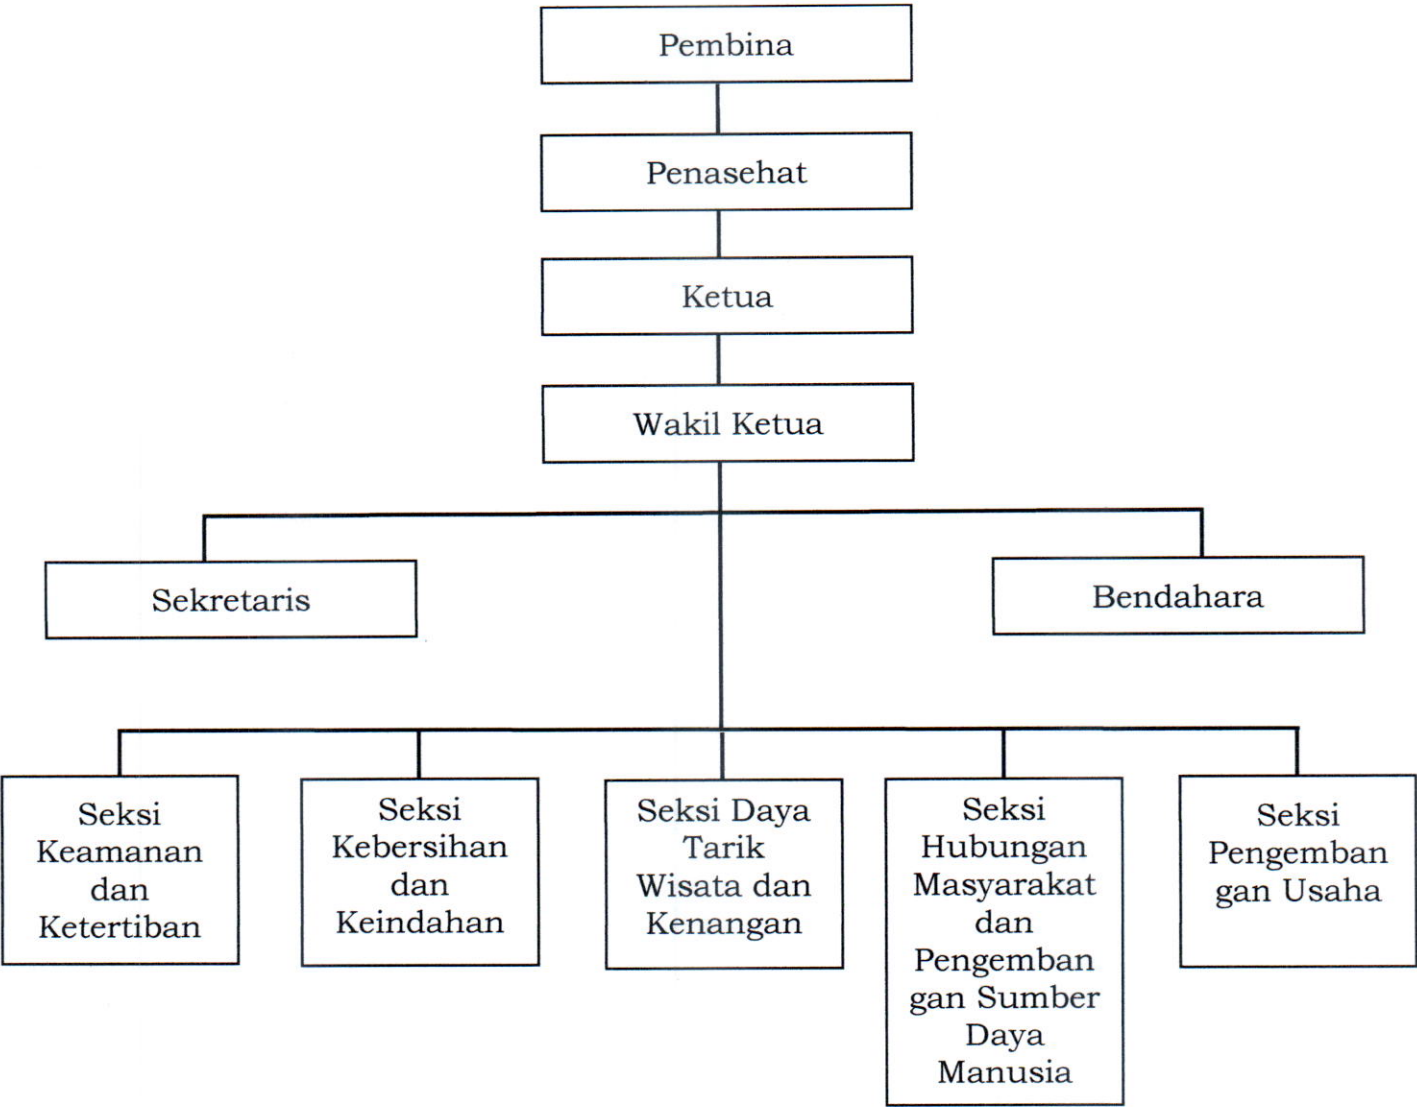 Pembina
Penasehat
Ketua
Wakil Ketua
Sekretaris
Bendahara
Seksi
Keamanan
dan
Ketertiban
Seksi
Kebersihan
dan
Keindahan
Seksi Daya
Tarik
Wisata dan
Kenangan
Seksi
Hubungan
Masyarakat
dan
Pengemban
gan Sumber
Daya
Manusia
Seksi
Pengemban
gan Usaha